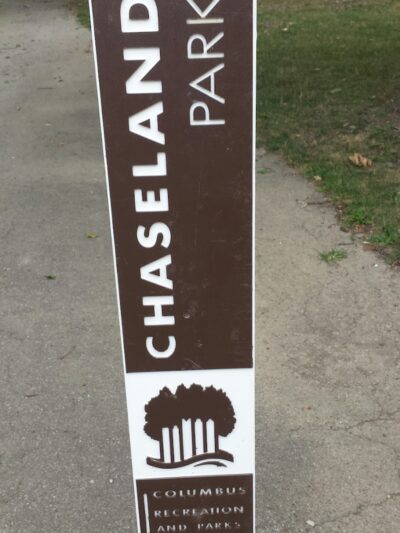 CHASELAND
PARK
COLUMBUS
RECREATION
AND PARKS